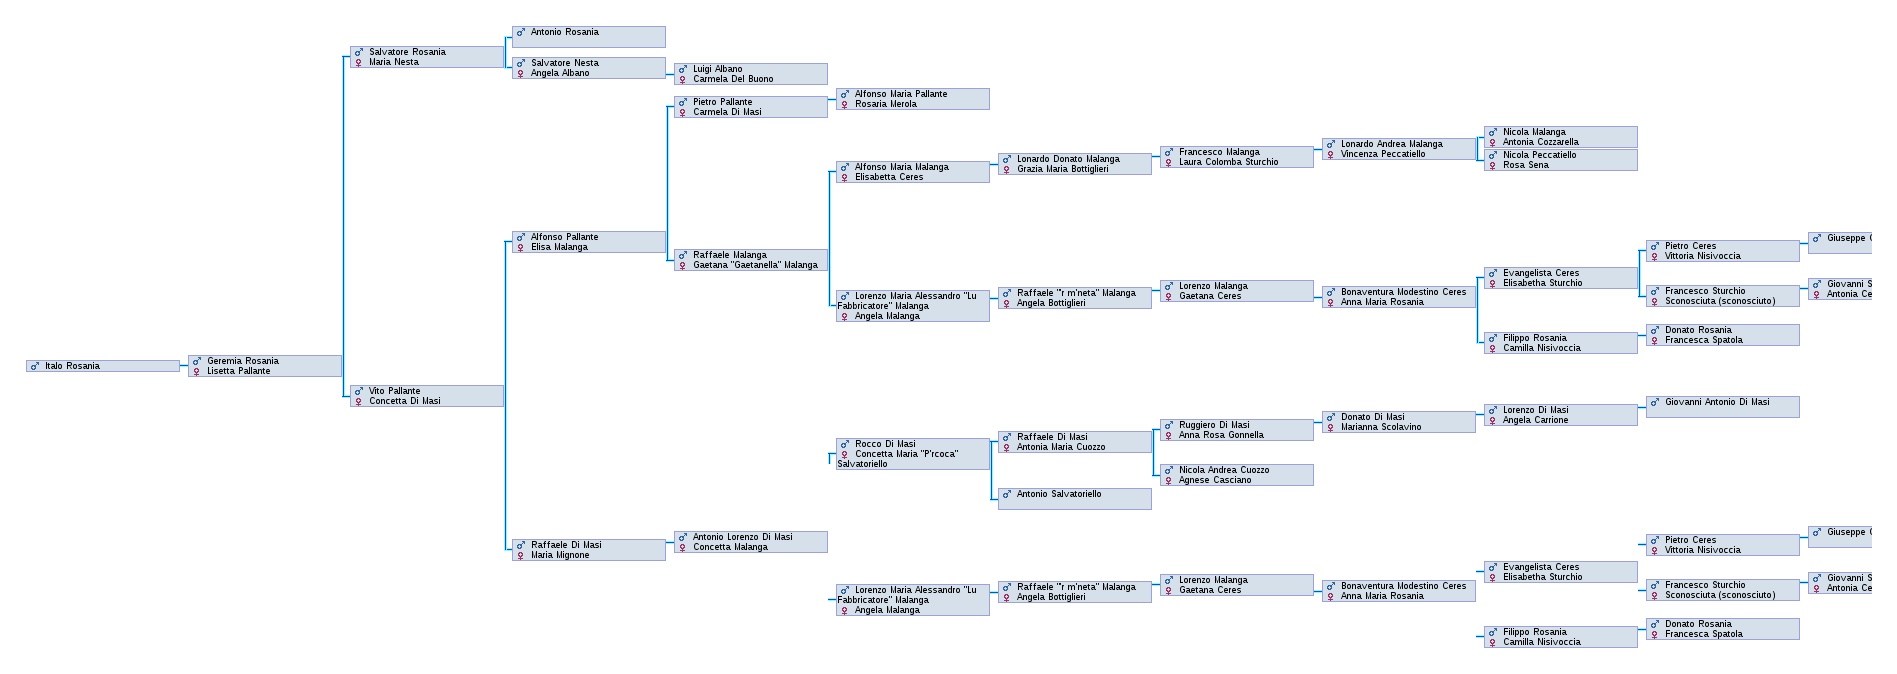 Antonio Rosania
Salvatore Rosania
Maria Nesta
Salvatore Nesta
Angela Albano
Luigi Albano
Carmela Del Buono
Pietro Pallante
Carmela Di Masi
Alfonso Maria Pallante
Rosaria Merola
Alfonso Maria Malanga
Elisabetta Ceres
Lonardo Donato Malanga
Grazia Maria Bottiglieri
Francesco Malanga
Laura Colomba Sturchio
Lonardo Andrea Malanga
Vincenza Peccatiello
Nicola Malanga
Antonia Cozzarella
Nicola Peccatiello
Rosa Sena
Alfonso Pallante
Elisa Malanga
Raffaele Malanga
Gaetana "Gaetanella" Malanga
Lorenzo Maria Alessandro "Lu
Fabbricatore" Malanga
Angela Malanga
Raffaele "'r m'neta" Malanga
Angela Bottiglieri
Lorenzo Malanga
Gaetana Ceres
Bonaventura Modestino Ceres
Anna Maria Rosania
Evangelista Ceres
Elisabetha Sturchio
Pietro Ceres
Vittoria Nisivoccia
Giuseppe
Francesco Sturchio
Sconosciuta (sconosciuto)
Giovanni
Antonia
Filippo Rosania
Camilla Nisivoccia
Donato Rosania
Francesca Spatola
Italo Rosania
Geremia Rosania
Lisetta Pallante
Vito Pallante
Concetta Di Masi
Rocco Di Masi
Concetta Maria "P'rcoca"
Salvatoriello
Raffaele Di Masi
Antonia Maria Cuozzo
Ruggiero Di Masi
Anna Rosa Gonnella
Donato Di Masi
Marianna Scolavino
Lorenzo Di Masi
Angela Carrione
Giovanni Antonio Di Masi
Nicola Andrea Cuozzo
Agnese Casciano
Antonio Salvatoriello
Raffaele Di Masi
Maria Mignone
Antonio Lorenzo Di Masi
Concetta Malanga
Lorenzo Maria Alessandro "Lu
Fabbricatore" Malanga
Angela Malanga
Raffaele "'r m'neta" Malanga
Angela Bottiglieri
Lorenzo Malanga
Gaetana Ceres
Bonaventura Modestino Ceres
Anna Maria Rosania
Evangelista Ceres
Elisabetha Sturchio
Pietro Ceres
Vittoria Nisivoccia
Giuseppe
Francesco Sturchio
Sconosciuta (sconosciuto)
Giovanni
Antonia
Filippo Rosania
Camilla Nisivoccia
Donato Rosania
Francesca Spatola